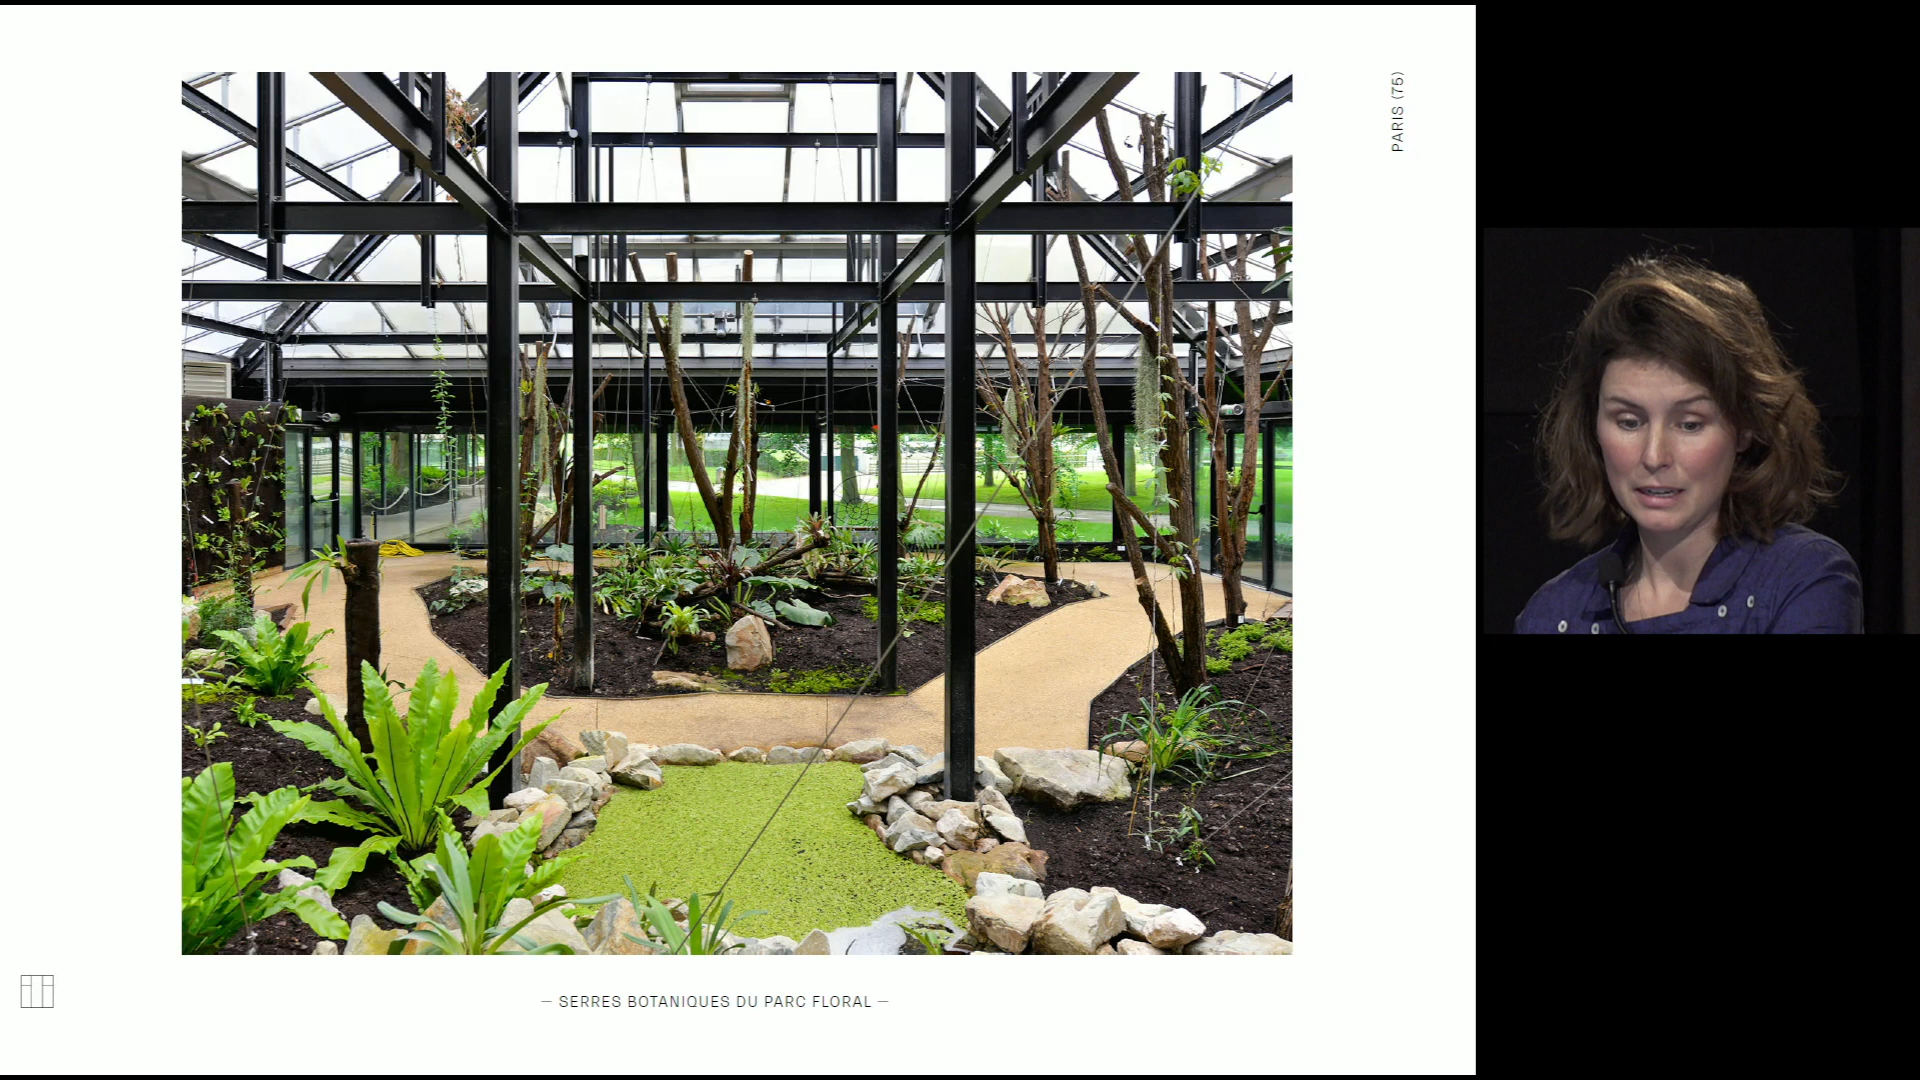 PARIS (75)
— SERRES BOTANIQUES DU PARC FLORAL —